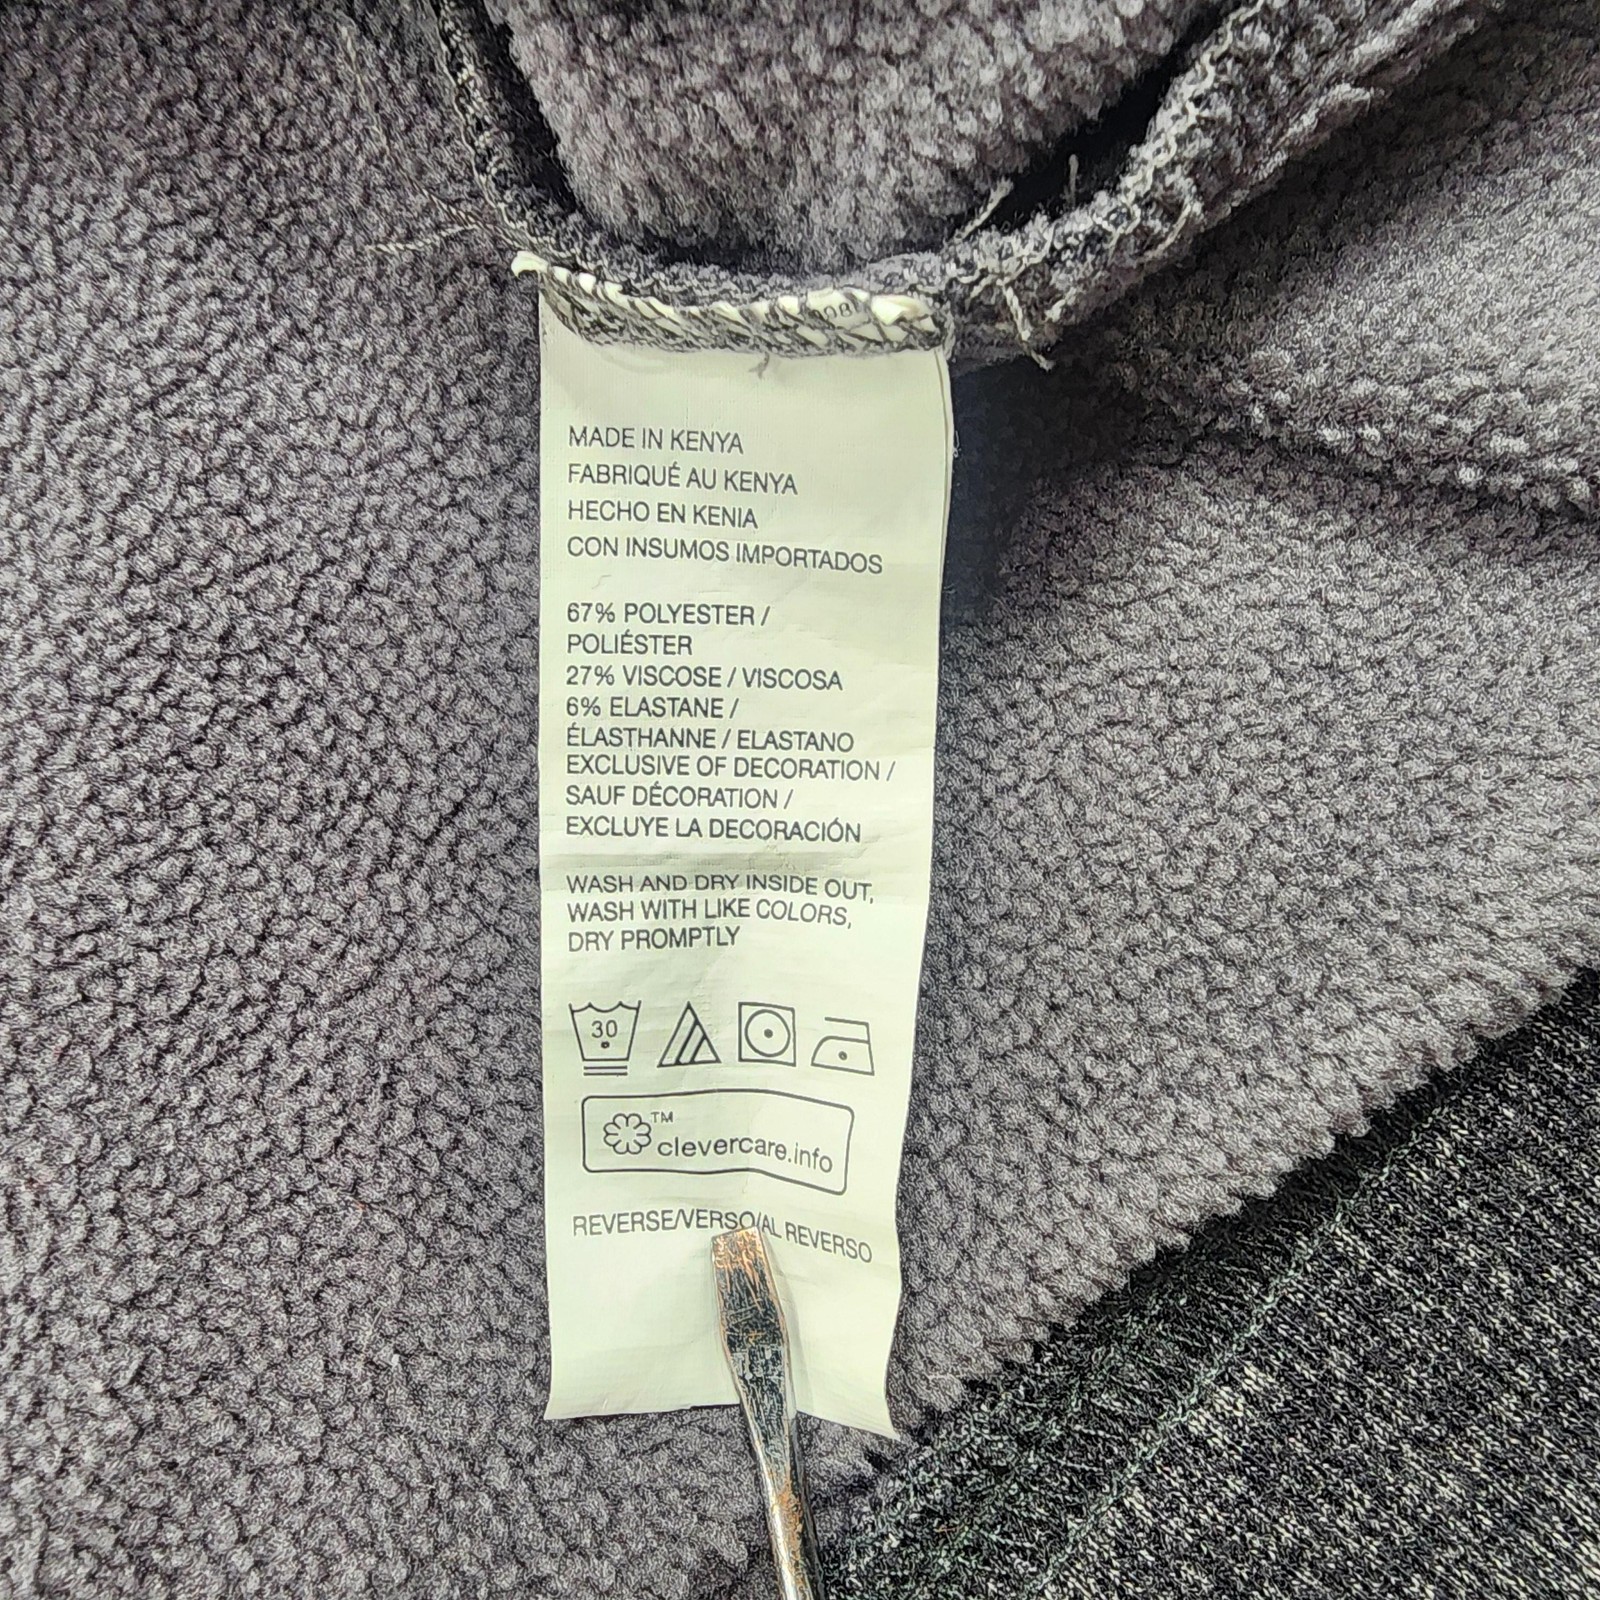 MADE IN KENYA
FABRIQUÉ AU KENYA
HECHO EN KENIA
CON INSUMOS IMPORTADOS
67% POLYESTER /
POLIÉSTER
27% VISCOSE / VISCOSA
6% ELASTANE /
ÉLASTHANNE / ELASTANO
EXCLUSIVE OF DECORATION /
SAUF DÉCORATION /
EXCLUYE LA DECORACIÓN
WASH AND DRY INSIDE OUT,
WASH WITH LIKE COLORS,
DRY PROMPTLY
30
TM
clevercare.info
REVERSE/VERSO/AL REVERSO